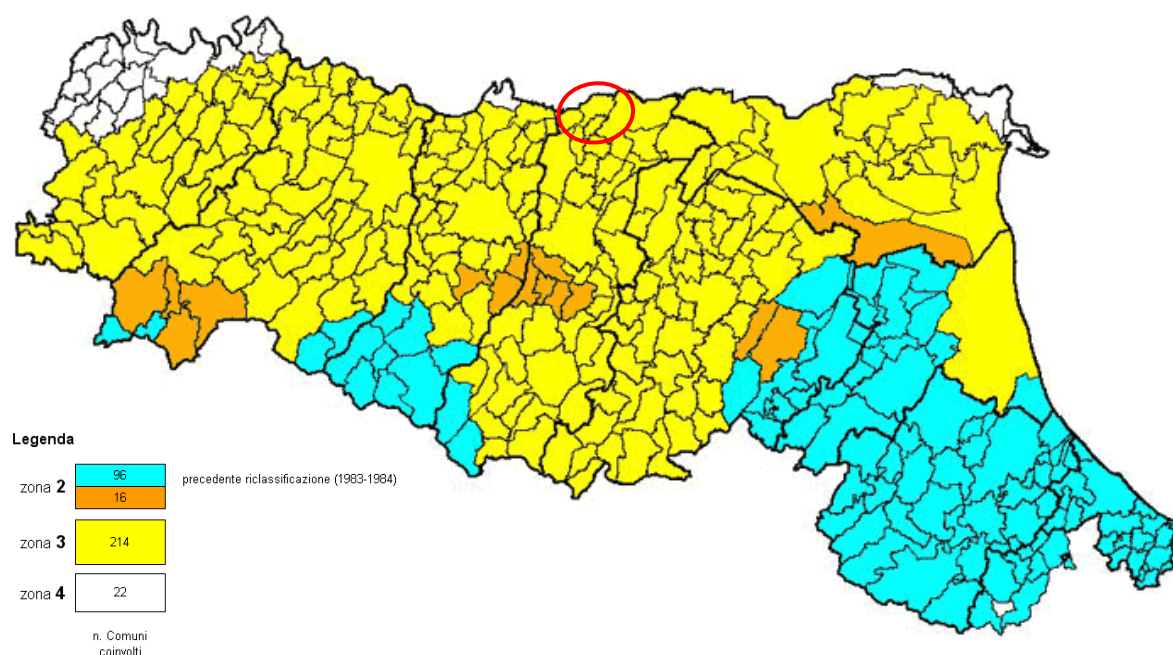 Legenda
zona 2
96
precedente riclassificazione (1983-1984)
16
zona 3
214
zona 4
22
n. Comuni
coinvolti